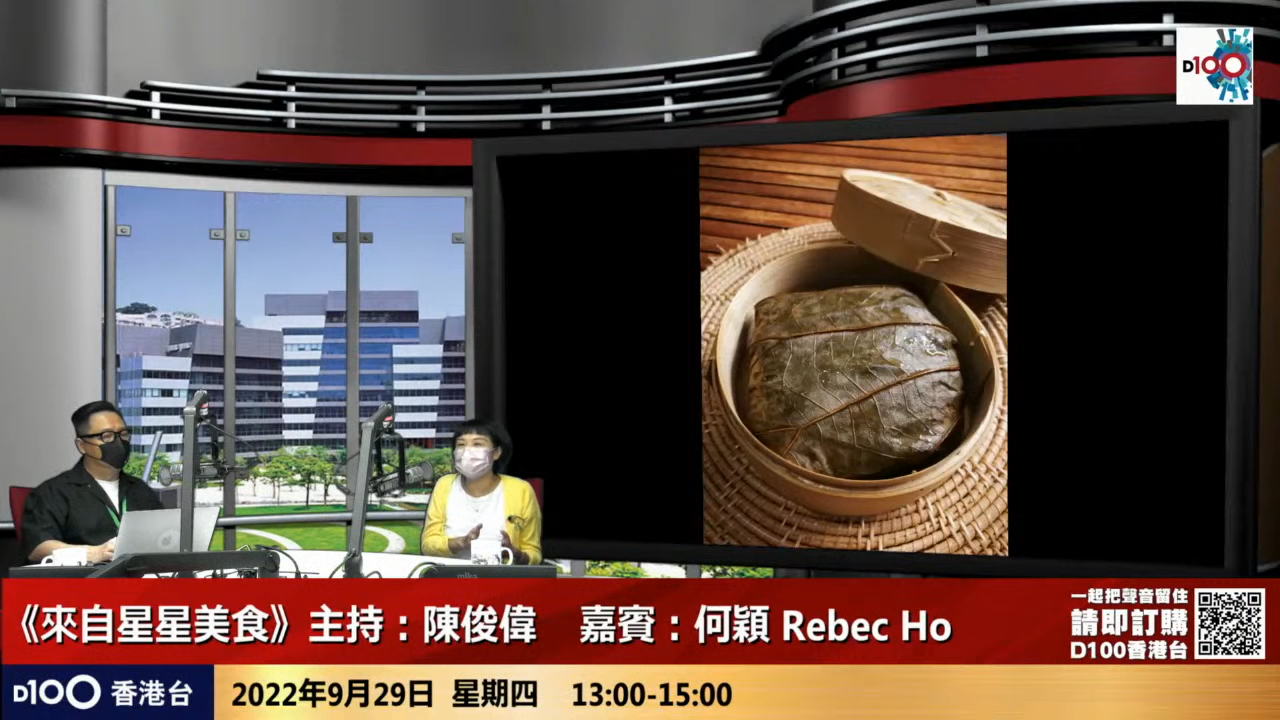 D100
《來自星星美食》主持：陳俊偉 嘉賓：何穎 Rebec Ho
一起把聲音留住
請即訂購
D100香港台
D100 香港台
2022年9月29日 星期四 13:00-15:00